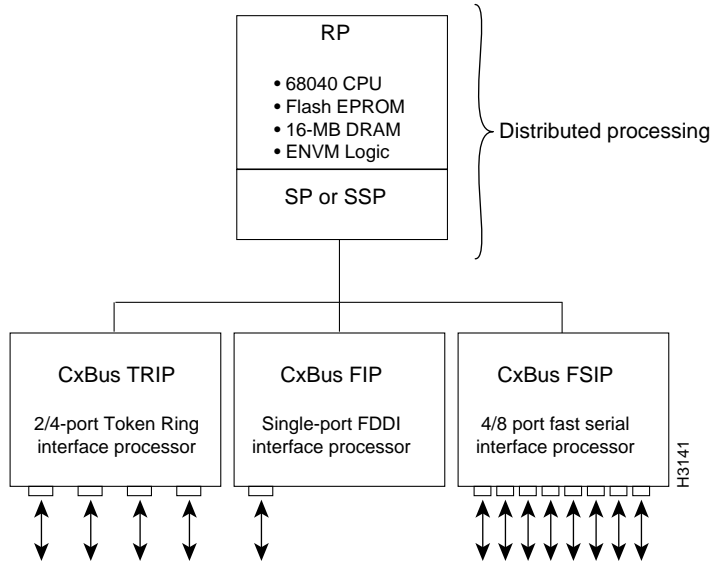 RP
• 68040 CPU
• Flash EPROM
• 16-MB DRAM
• ENVM Logic
Distributed processing
SP or SSP
CxBus TRIP
2/4-port Token Ring
interface processor
CxBus FIP
Single-port FDDI
interface processor
CxBus FSIP
4/8 port fast serial
interface processor
H3141